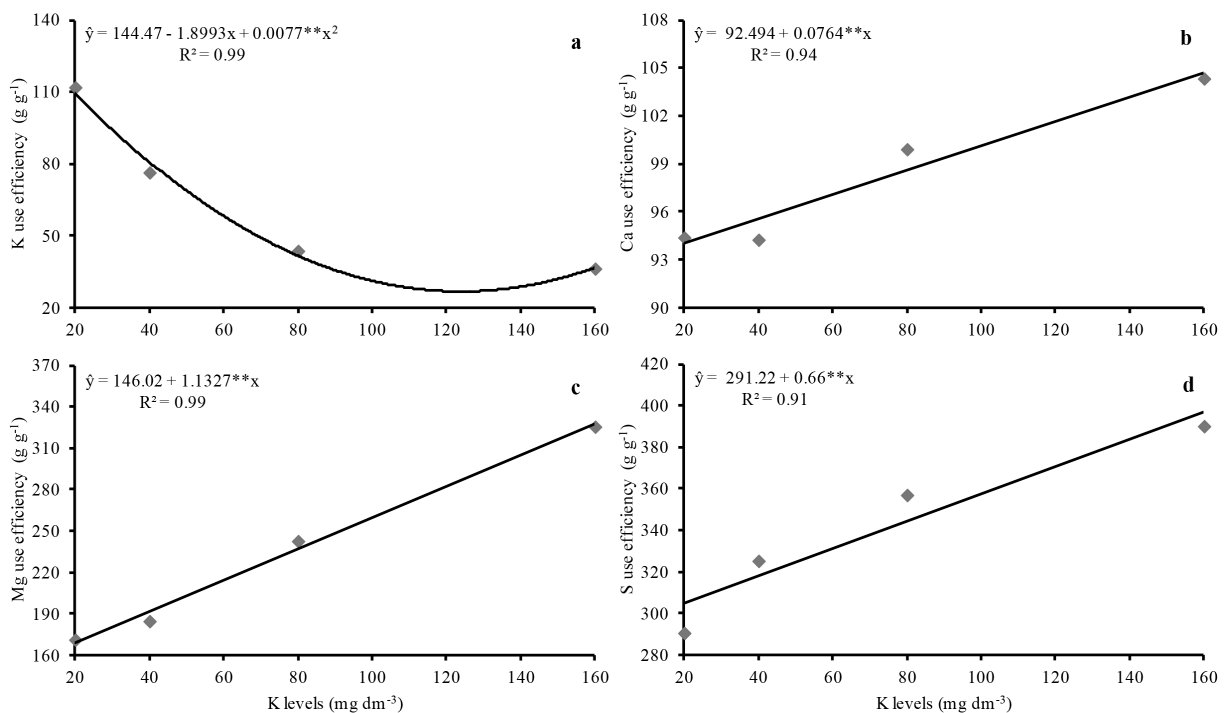 ŷ = 144.47 - 1.8993x + 0.0077**x²
R² = 0.99
a
K use efficiency (g g⁻¹)
140
110
80
50
20
20 40 60 80 100 120 140 160
ŷ = 92.494 + 0.0764**x
R² = 0.94
b
Ca use efficiency (g g⁻¹)
108
105
102
99
96
93
90
20 40 60 80 100 120 140 160
ŷ = 146.02 + 1.1327**x
R² = 0.99
c
Mg use efficiency (g g⁻¹)
370
340
310
280
250
220
190
160
20 40 60 80 100 120 140 160
K levels (mg dm⁻³)
ŷ = 291.22 + 0.66**x
R² = 0.91
d
S use efficiency (g g⁻¹)
420
400
380
360
340
320
300
280
20 40 60 80 100 120 140 160
K levels (mg dm⁻³)